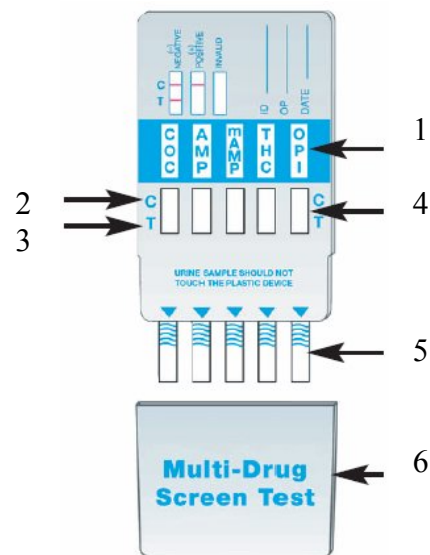 (-)
NEGATIVE
(+)
POSITIVE
INVALID
C
T
ID
OP
DATE
COC
AMP
mAMP
THC
OPI
1
2
C
C
4
3
T
T
URINE SAMPLE SHOULD NOT
TOUCH THE PLASTIC DEVICE
5
Multi-Drug
Screen Test
6